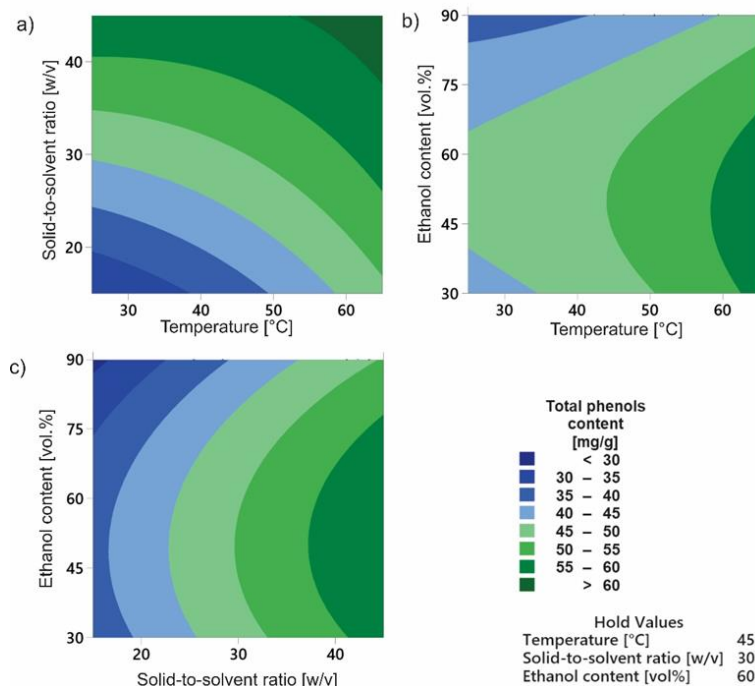 a)
Solid-to-solvent ratio [w/v]
40
30
20
30 40 50 60
Temperature [°C]
b)
Ethanol content [vol.%]
90
75
60
45
30
30 40 50 60
Temperature [°C]
c)
Ethanol content [vol.%]
90
75
60
45
30
20 30 40
Solid-to-solvent ratio [w/v]
Total phenols
content
[mg/g]
< 30
30 – 35
35 – 40
40 – 45
45 – 50
50 – 55
55 – 60
> 60
Hold Values
Temperature [°C] 45
Solid-to-solvent ratio [w/v] 30
Ethanol content [vol%] 60